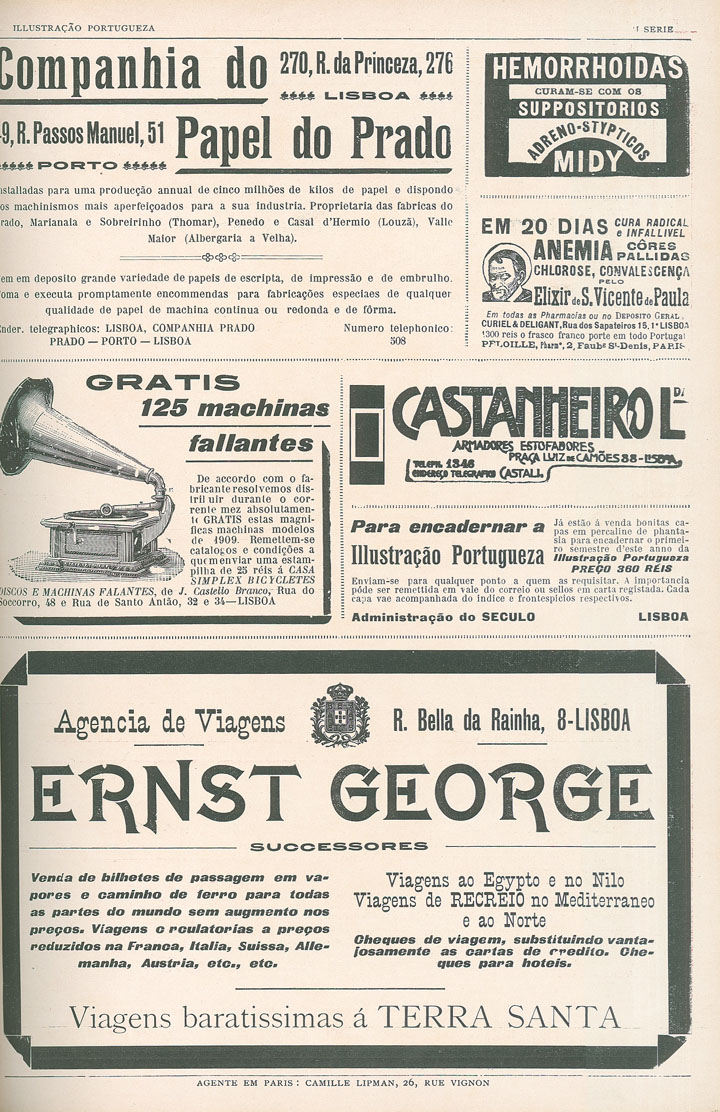 ILLUSTRAÇÃO PORTUGUEZA
SERIE
Companhia do
270, R. da Princeza, 276
LISBOA
9, R. Passos Manuel, 51
PORTO
Papel do Prado
nstalladas para uma producção annual de cinco milhões de kilos de papel e dispondo
os machinismos mais aperfeiçoados para a sua industria. Proprietaria das fabricas do
rado, Marianaia e Sobreirinho (Thomar), Penedo e Casal d'Hermio (Louzã), Valle
Maior (Albergaria a Velha).
em em deposito grande variedade de papeis de escripta, de impressão e de embrulho.
oma e executa promptamente encommendas para fabricações especiaes de qualquer
qualidade de papel de machina continua ou redonda e de fôrma.
nder. telegraphicos: LISBOA, COMPANHIA PRADO
PRADO — PORTO — LISBOA
Numero telephonico:
508
HEMORRHOIDAS
CURAM-SE COM OS
SUPPOSITORIOS
ADRENO-STYPTICOS
MIDY
EM 20 DIAS
CURA RADICAL
e INFALLIVEL
ANEMIA
CÔRES
PALLIDAS
CHLOROSE, CONVALESCENÇA
PELO
Elixir de S. Vicente de Paula
Em todas as Pharmacias ou no DEPOSITO GERAL,
CURIEL & DELIGANT, Rua dos Sapateiros 15, 1º LISBOA
1300 reis o frasco franco porte em todo Portugal
2, Faubg St-Denis, PARIS
GRATIS
125 machinas
fallantes
De accordo com o fa-
bricante resolvemos dis-
tribuir durante o cor-
rente mez absolutamen-
te GRATIS estas magni-
ficas machinas modelos
de 1909. Remettem-se
catalogos e condições a
quem enviar uma estam-
pilha de 25 réis á CASA
SIMPLEX BICYCLETES
DISCOS E MACHINAS FALANTES, de J. Castello Branco, Rua do
Soccorro, 48 e Rua de Santo Antão, 32 e 34—LISBOA
CASTANHEIRO Lda
ARMADORES ESTOFADORES
PRAÇA LUIZ DE CAMÕES 38-LISBOA
TELEPH. 1346
ENDEREÇO TELEGRAFICO CASTALL.
Para encadernar a
Illustração Portugueza
Já estão á venda bonitas ca-
pas em percaline de phanta-
sia para encadernar o primei-
ro semestre d'este anno da
Illustração Portugueza
PREÇO 360 RÉIS
Enviam-se para qualquer ponto a quem as requisitar. A importancia
póde ser remettida em vale do correio ou sellos em carta registada. Cada
capa vae acompanhada do indice e frontespicios respectivos.
Administração do SECULO
LISBOA
Agencia de Viagens
R. Bella da Rainha, 8-LISBOA
ERNST GEORGE
SUCCESSORES
Venda de bilhetes de passagem em va-
pores e caminho de ferro para todas
as partes do mundo sem augmento nos
preços. Viagens c rculatorias a preços
reduzidos na Franca, Italia, Suissa, Alle-
manha, Austria, etc., etc.
Viagens ao Egypto e no Nilo
Viagens de RECREIO no Mediterraneo
e ao Norte
Cheques de viagem, substituindo vanta-
josamente as cartas de credito. Che-
ques para hoteis.
Viagens baratissimas á TERRA SANTA
AGENTE EM PARIS: CAMILLE LIPMAN, 26, RUE VIGNON